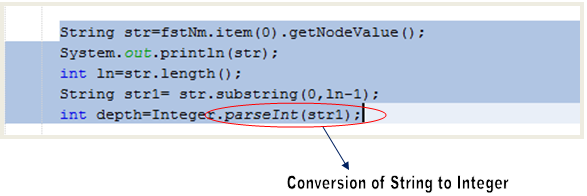 String str=fstNm.item(0).getNodeValue();
System.out.println(str);
int ln=str.length();
String str1= str.substring(0,ln-1);
int depth=Integer.parseInt(str1);
Conversion of String to Integer